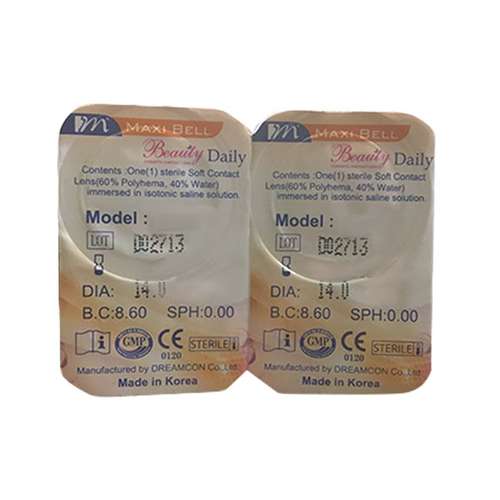 m MAXI BELL
Beauty Daily
Contents :One(1) sterile Soft Contact
Lens(60% Polyhema, 40% Water)
immersed in isotonic saline solution.
Model :
LOT DO2713
DIA: 14.0
B.C:8.60 SPH:0.00
GMP CE 0120 STERILE
Manufactured by DREAMCON Co.,Ltd
Made in Korea
m MAXI BELL
Beauty Daily
Contents :One(1) sterile Soft Contact
Lens(60% Polyhema, 40% Water)
immersed in isotonic saline solution.
Model :
LOT DO2713
DIA: 14.0
B.C:8.60 SPH:0.00
GMP CE 0120 STERILE
Manufactured by DREAMCON Co.,Ltd
Made in Korea